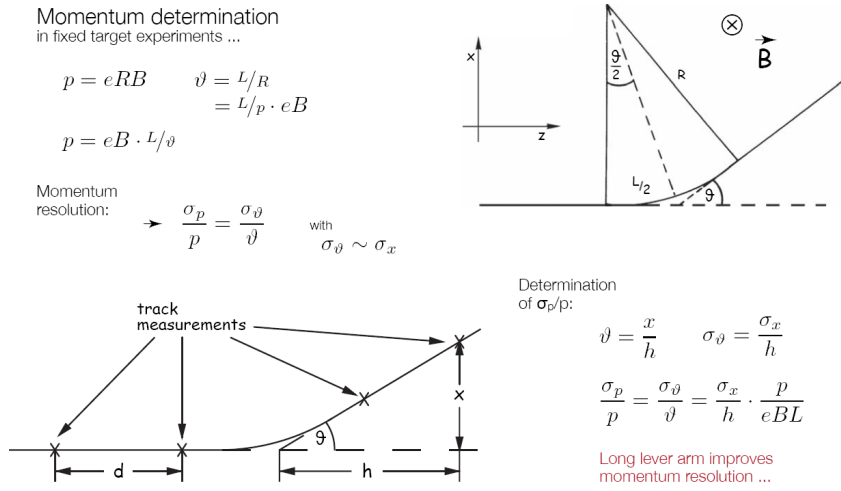 Momentum determination
in fixed target experiments ...
p = eRB    ϑ = L/R
= L/p · eB
p = eB · L/ϑ
Momentum
resolution:
→ σp/p = σϑ/ϑ
with
σϑ ∼ σx
x
z
ϑ/2
R
B
L/2
ϑ
track
measurements
d
ϑ
h
x
Determination
of σp/p:
ϑ = x/h    σϑ = σx/h
σp/p = σϑ/ϑ = σx/h · p/eBL
Long lever arm improves
momentum resolution ...